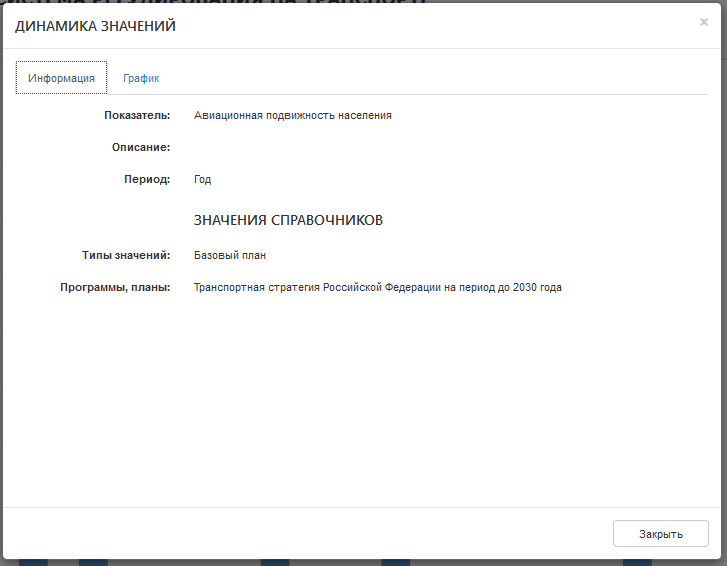 ДИНАМИКА ЗНАЧЕНИЙ ×
Информация График
Показатель: Авиационная подвижность населения
Описание:
Период: Год
ЗНАЧЕНИЯ СПРАВОЧНИКОВ
Типы значений: Базовый план
Программы, планы: Транспортная стратегия Российской Федерации на период до 2030 года
Закрыть